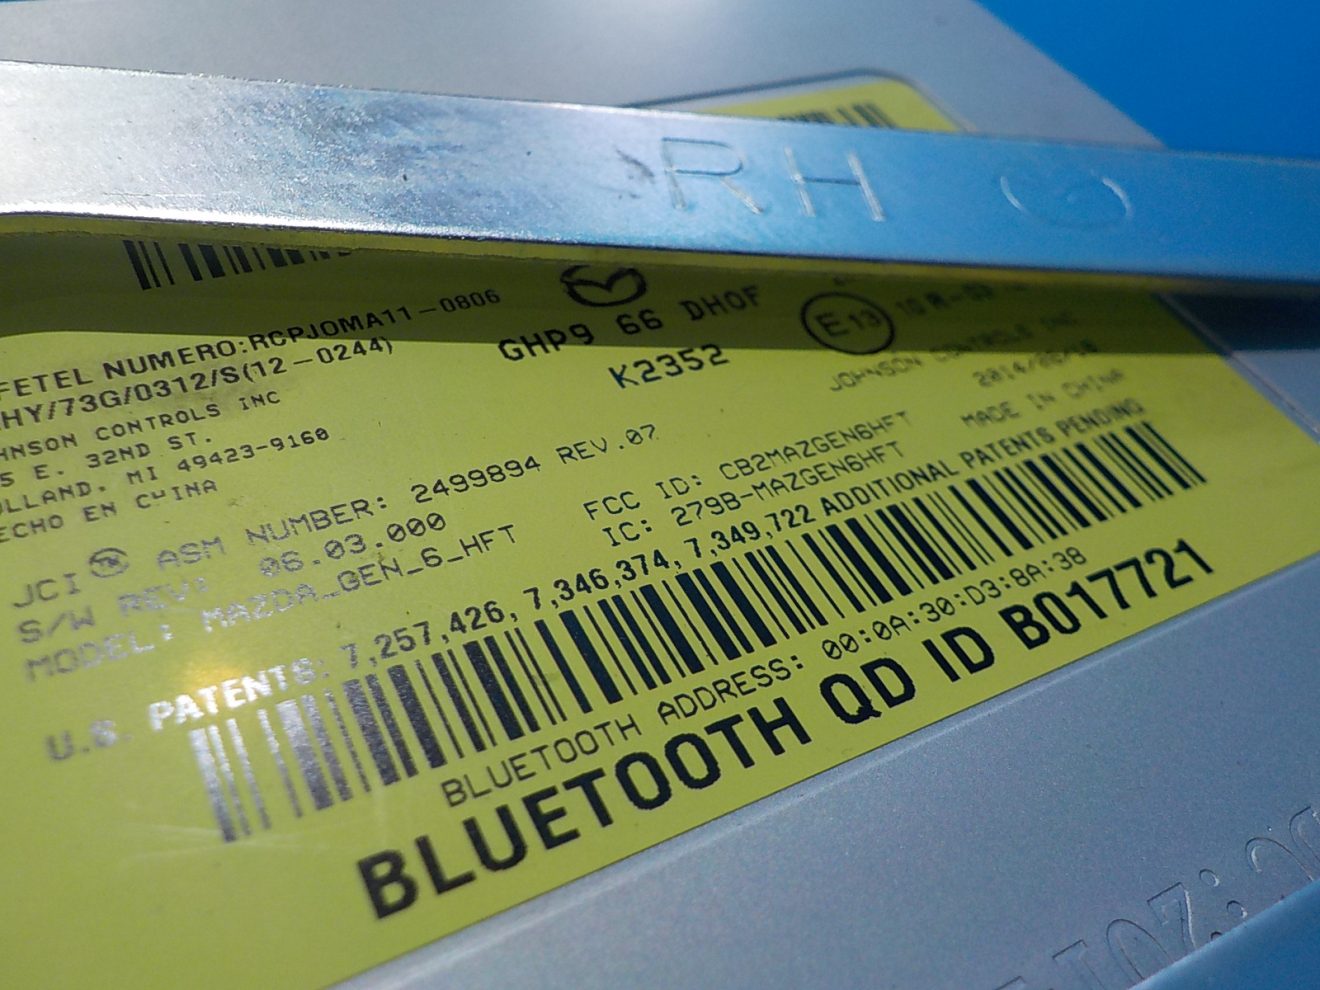 RH
FETEL NUMERO:RCPJOMA11-0806
HY/73G/0312/S(12-0244)
HNSON CONTROLS INC
E. 32ND ST.
OLLAND, MI 49423-9160
ECHO EN CHINA
GHP9 66 DH0F
K2352
E13
JOHNSON CONTROLS INC
MADE IN CHINA
JCI ASM NUMBER: 2499894 REV.07
S/W REV: 06.03.000
MODEL: MAZDA_GEN_6_HFT
FCC ID: CB2MAZGEN6HFT
IC: 279B-MAZGEN6HFT
U.S. PATENTS: 7,257,426, 7,346,374, 7,349,722 ADDITIONAL PATENTS PENDING
BLUETOOTH ADDRESS: 00:0A:30:D3:8A:38
BLUETOOTH QD ID B017721